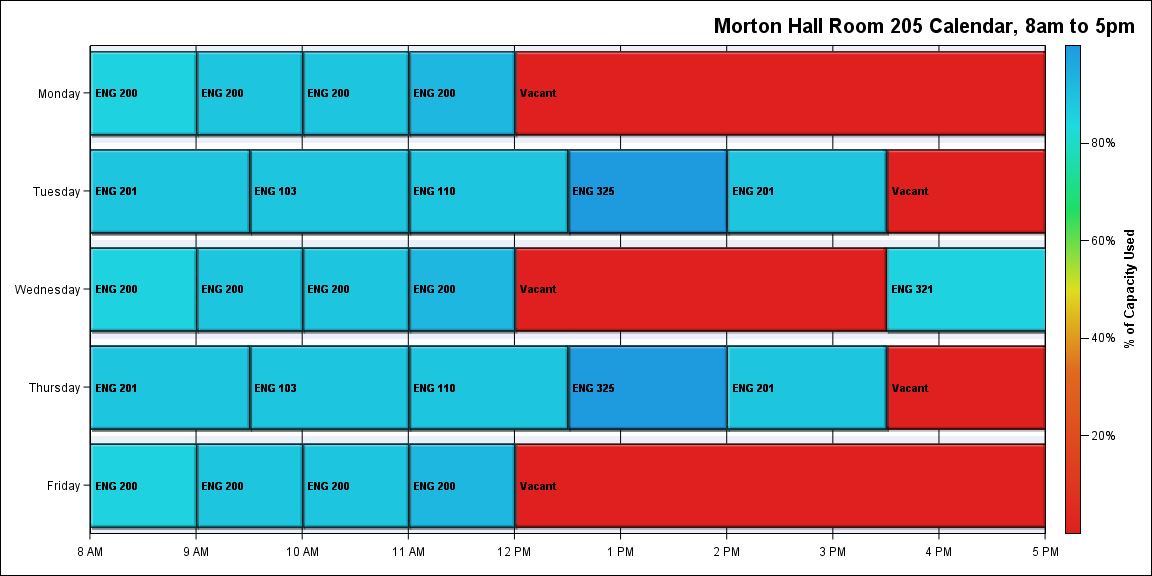 Morton Hall Room 205 Calendar, 8am to 5pm
Monday
ENG 200
ENG 200
ENG 200
ENG 200
Vacant
Tuesday
ENG 201
ENG 103
ENG 110
ENG 325
ENG 201
Vacant
Wednesday
ENG 200
ENG 200
ENG 200
ENG 200
Vacant
ENG 321
Thursday
ENG 201
ENG 103
ENG 110
ENG 325
ENG 201
Vacant
Friday
ENG 200
ENG 200
ENG 200
ENG 200
Vacant
8 AM
9 AM
10 AM
11 AM
12 PM
1 PM
2 PM
3 PM
4 PM
5 PM
80%
60%
40%
20%
% of Capacity Used